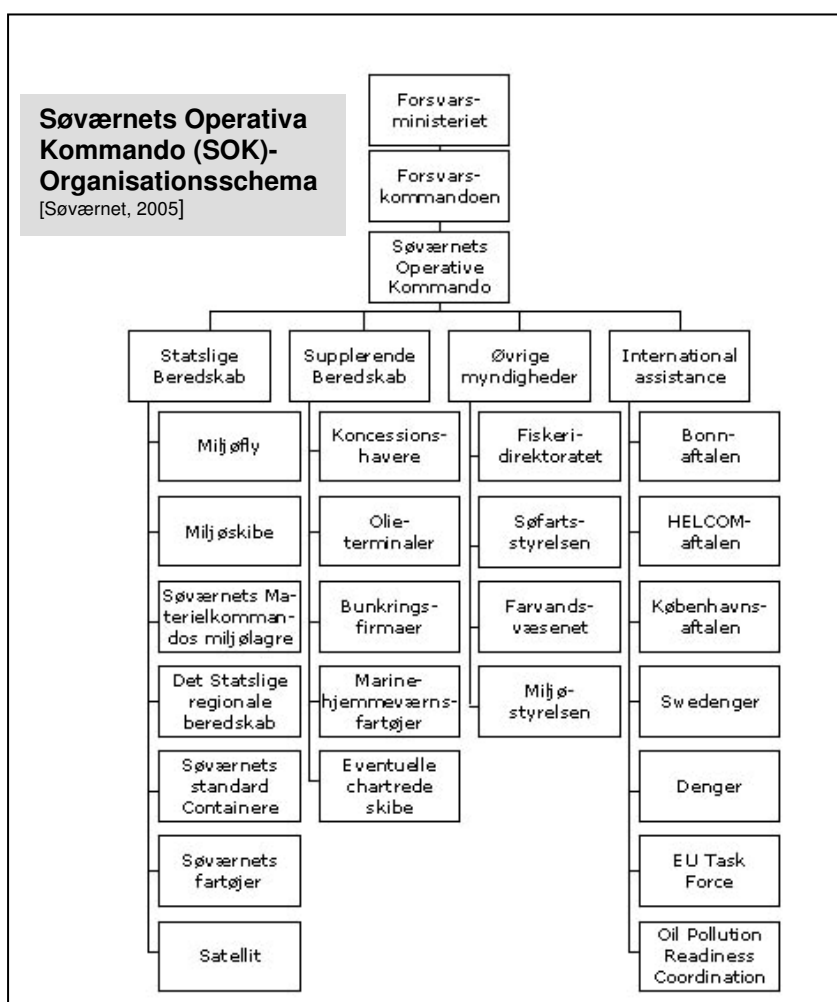 Søværnets Operativa
Kommando (SOK)-
Organisationsschema
[Søværnet, 2005]
Forsvars-
ministeriet
Forsvars-
kommandoen
Søværnets
Operative
Kommando
Statslige
Beredskab
Miljøfly
Miljøskibe
Søværnets Ma-
terielkomman-
dos miljølagre
Det Statslige
regionale
beredskab
Søværnets
standard
Containere
Søværnets
fartøjer
Satellit
Supplerende
Beredskab
Koncessions-
havere
Olie-
terminaler
Bunkrings-
firmaer
Marine-
hjemmeværns-
fartøjer
Eventuelle
chartrede
skibe
Øvrige
myndigheder
Fiskeri-
direktoratet
Søfarts-
styrelsen
Farvands-
væsenet
Miljø-
styrelsen
International
assistance
Bonn-
aftalen
HELCOM-
aftalen
Københavns-
aftalen
Swedenger
Denger
EU Task
Force
Oil Pollution
Readiness
Coordination